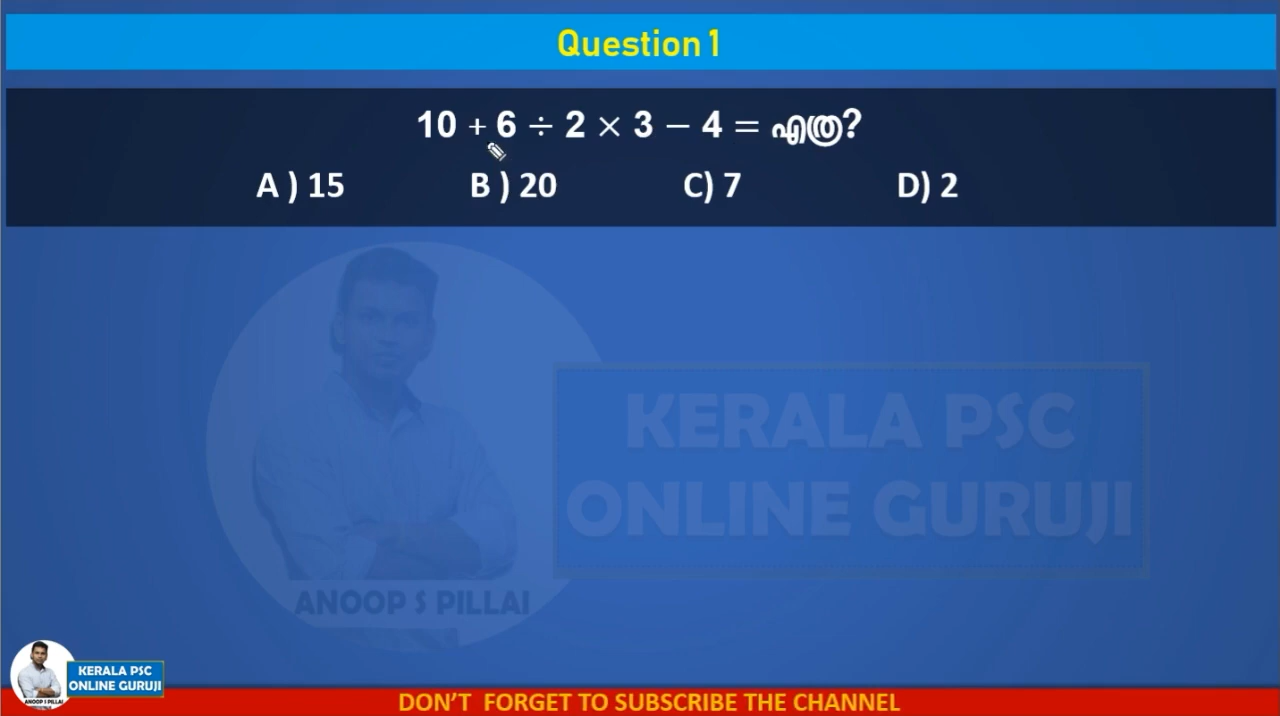 Question 1
10 + 6 ÷ 2 × 3 − 4 = എത്ര?
A ) 15 B ) 20 C) 7 D) 2
KERALA PSC
ONLINE GURUJI
ANOOP S PILLAI
KERALA PSC
ONLINE GURUJI
ANOOP S PILLAI
DON'T FORGET TO SUBSCRIBE THE CHANNEL